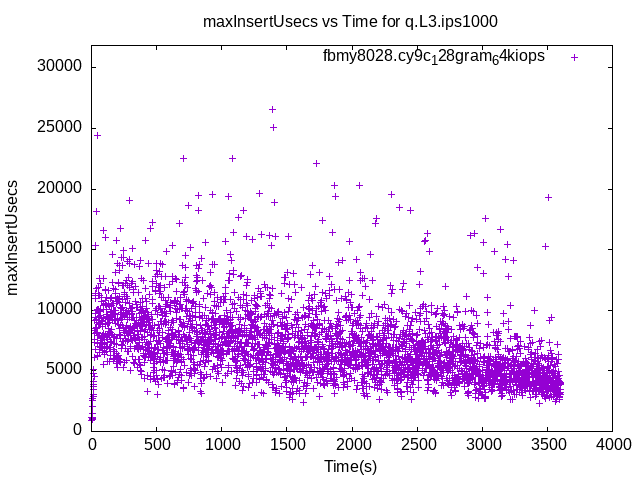 maxInsertUsecs vs Time for q.L3.ips1000
fbmy8028.cy9c128gram64kiops
30000
25000
20000
15000
10000
5000
0
maxInsertUsecs
0 500 1000 1500 2000 2500 3000 3500 4000
Time(s)